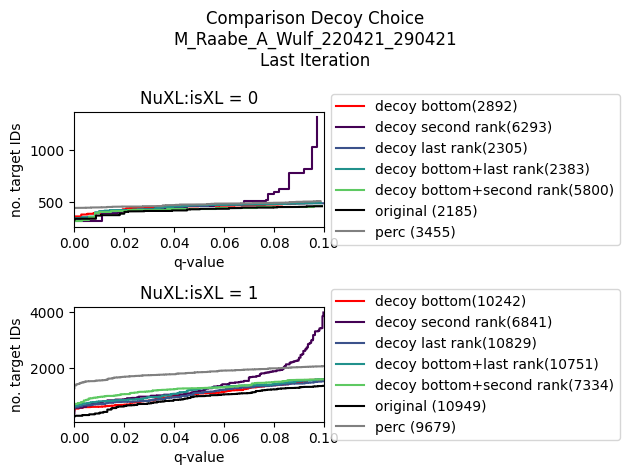 Comparison Decoy Choice
M_Raabe_A_Wulf_220421_290421
Last Iteration
NuXL:isXL = 0
no. target IDs
1000
500
0.00 0.02 0.04 0.06 0.08 0.10
q-value
decoy bottom(2892)
decoy second rank(6293)
decoy last rank(2305)
decoy bottom+last rank(2383)
decoy bottom+second rank(5800)
original (2185)
perc (3455)
NuXL:isXL = 1
no. target IDs
4000
2000
0.00 0.02 0.04 0.06 0.08 0.10
q-value
decoy bottom(10242)
decoy second rank(6841)
decoy last rank(10829)
decoy bottom+last rank(10751)
decoy bottom+second rank(7334)
original (10949)
perc (9679)